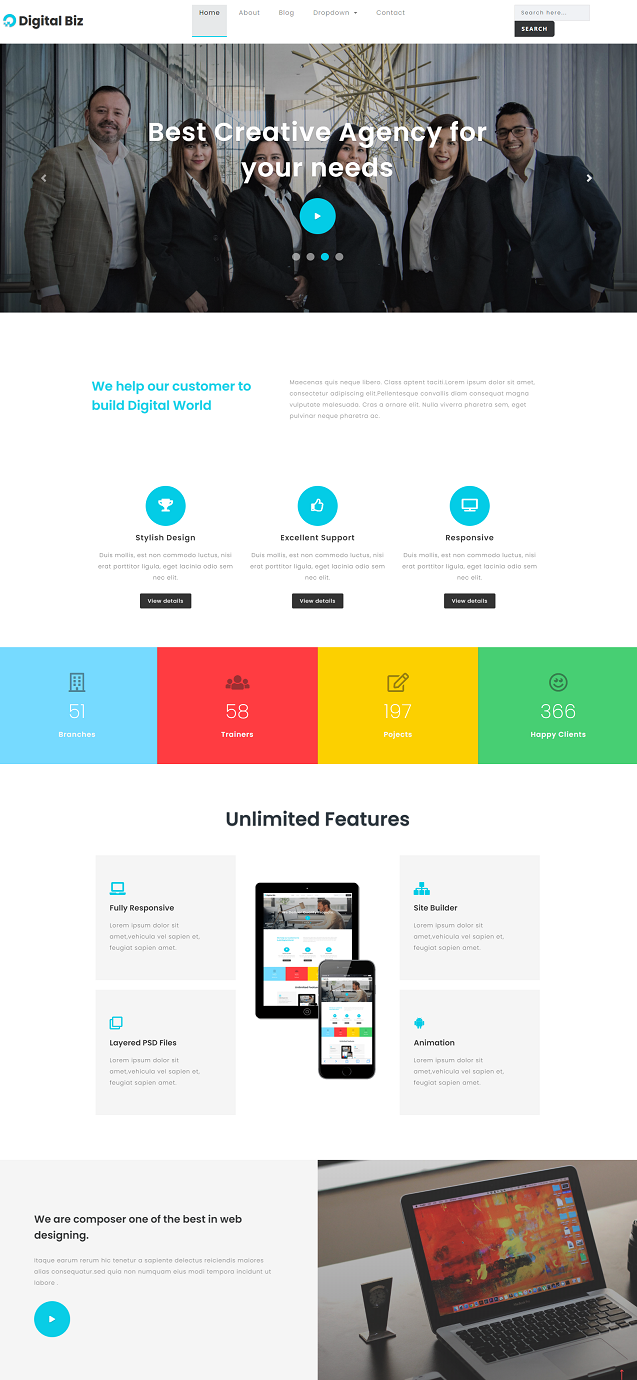 Digital Biz
Home
About
Blog
Dropdown
Contact
Search here...
SEARCH
Best Creative Agency for
your needs
We help our customer to
build Digital World
Maecenas quis neque libero. Class aptent taciti.Lorem ipsum dolor sit amet,
consectetur adipiscing elit.Pellentesque convallis diam consequat magna
vulputate malesuada. Cras a ornare elit. Nulla viverra pharetra sem, eget
pulvinar neque pharetra ac.
Stylish Design
Duis mollis, est non commodo luctus, nisi
erat porttitor ligula, eget lacinia odio sem
nec elit.
View details
Excellent Support
Duis mollis, est non commodo luctus, nisi
erat porttitor ligula, eget lacinia odio sem
nec elit.
View details
Responsive
Duis mollis, est non commodo luctus, nisi
erat porttitor ligula, eget lacinia odio sem
nec elit.
View details
51
Branches
58
Trainers
197
Pojects
366
Happy Clients
Unlimited Features
Fully Responsive
Lorem ipsum dolor sit
amet,vehicula vel sapien et,
feugiat sapien amet.
Site Builder
Lorem ipsum dolor sit
amet,vehicula vel sapien et,
feugiat sapien amet.
Layered PSD Files
Lorem ipsum dolor sit
amet,vehicula vel sapien et,
feugiat sapien amet.
Animation
Lorem ipsum dolor sit
amet,vehicula vel sapien et,
feugiat sapien amet.
We are composer one of the best in web
designing.
Itaque earum rerum hic tenetur a sapiente delectus reiciendis maiores
alias consequatur.sed quia non numquam eius modi tempora incidunt ut
labore .